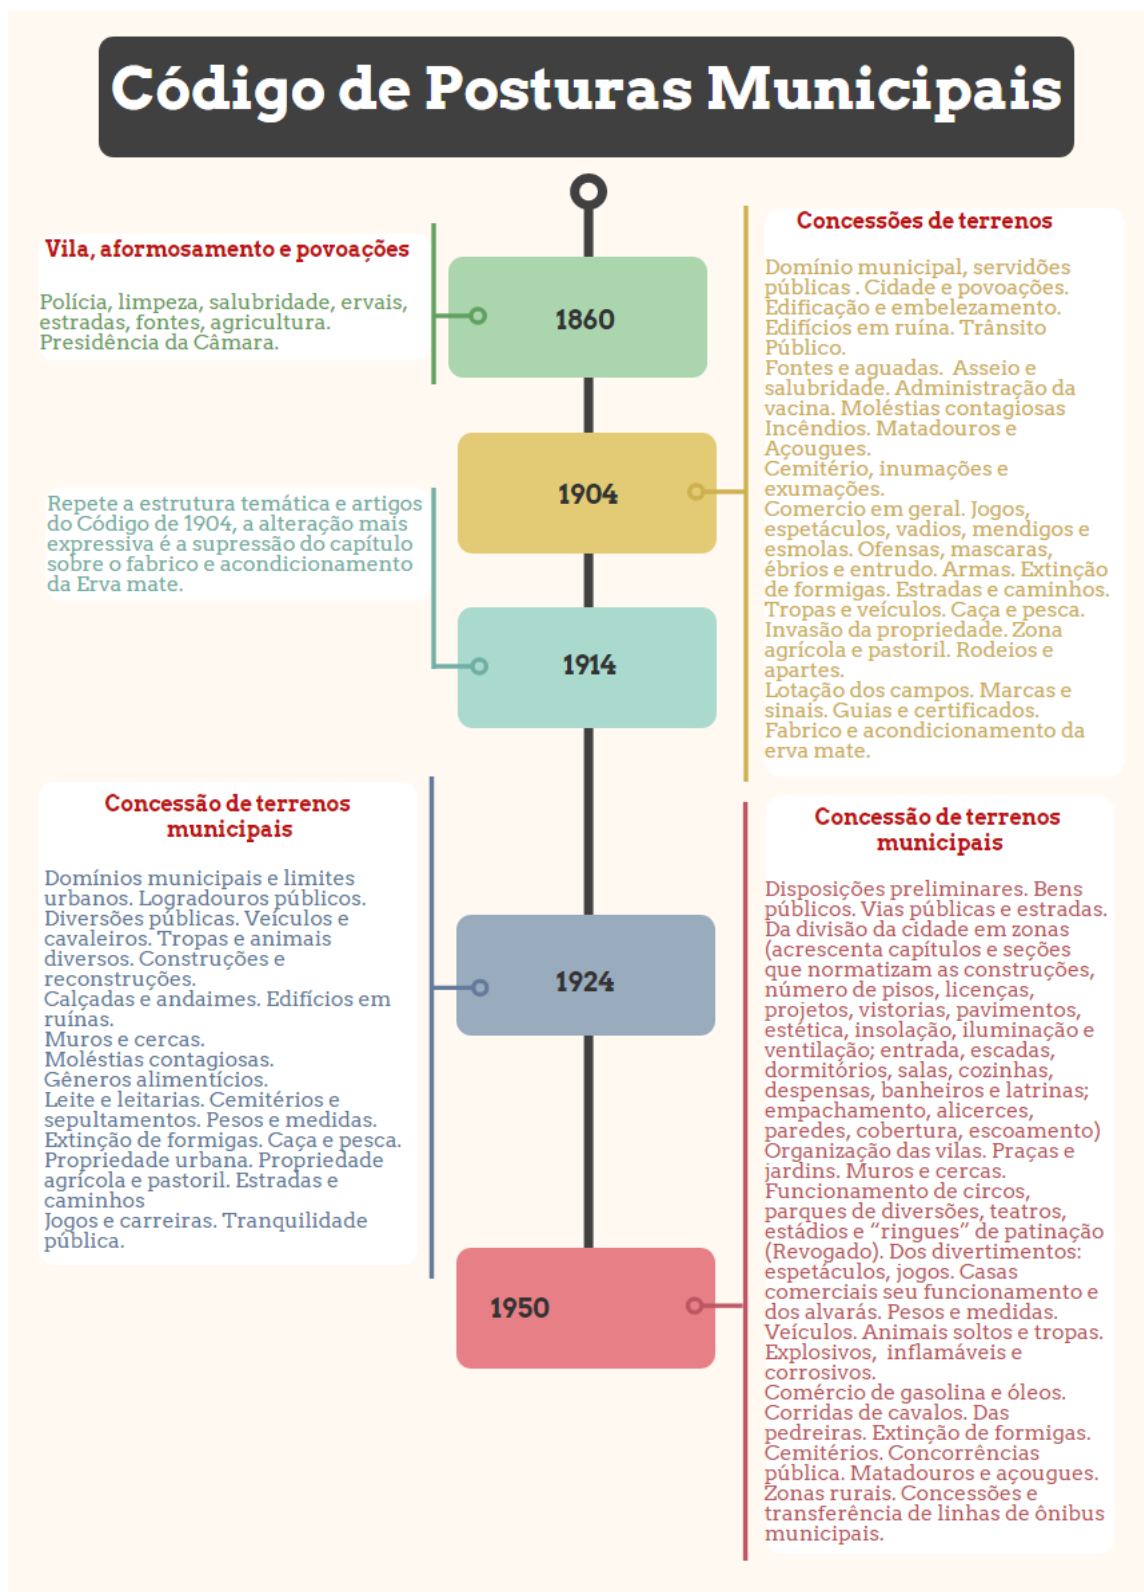 Código de Posturas Municipais
Vila, aformosamento e povoações
Polícia, limpeza, salubridade, ervais,
estradas, fontes, agricultura.
Presidência da Câmara.
1860
Concessões de terrenos
Domínio municipal, servidões
públicas . Cidade e povoações.
Edificação e embelezamento.
Edifícios em ruína. Trânsito
Público.
Fontes e aguadas.  Asseio e
salubridade. Administração da
vacina. Moléstias contagiosas
Incêndios. Matadouros e
Açougues.
Cemitério, inumações e
exumações.
Comercio em geral. Jogos,
espetáculos, vadios, mendigos e
esmolas. Ofensas, mascaras,
ébrios e entrudo. Armas. Extinção
de formigas. Estradas e caminhos.
Tropas e veículos. Caça e pesca.
Invasão da propriedade. Zona
agrícola e pastoril. Rodeios e
apartes.
Lotação dos campos. Marcas e
sinais. Guias e certificados.
Fabrico e acondicionamento da
erva mate.
1904
Repete a estrutura temática e artigos
do Código de 1904, a alteração mais
expressiva é a supressão do capítulo
sobre o fabrico e acondicionamento
da Erva mate.
1914
Concessão de terrenos
municipais
Domínios municipais e limites
urbanos. Logradouros públicos.
Diversões públicas. Veículos e
cavaleiros. Tropas e animais
diversos. Construções e
reconstruções.
Calçadas e andaimes. Edifícios em
ruínas.
Muros e cercas.
Moléstias contagiosas.
Gêneros alimentícios.
Leite e leitarias. Cemitérios e
sepultamentos. Pesos e medidas.
Extinção de formigas. Caça e pesca.
Propriedade urbana. Propriedade
agrícola e pastoril. Estradas e
caminhos
Jogos e carreiras. Tranquilidade
pública.
1924
Concessão de terrenos
municipais
Disposições preliminares. Bens
públicos. Vias públicas e estradas.
Da divisão da cidade em zonas
(acrescenta capítulos e seções
que normatizam as construções,
número de pisos, licenças,
projetos, vistorias, pavimentos,
estética, insolação, iluminação e
ventilação; entrada, escadas,
dormitórios, salas, cozinhas,
despensas, banheiros e latrinas;
empachamento, alicerces,
paredes, cobertura, escoamento)
Organização das vilas. Praças e
jardins. Muros e cercas.
Funcionamento de circos,
parques de diversões, teatros,
estádios e “ringues” de patinação
(Revogado). Dos divertimentos:
espetáculos, jogos. Casas
comerciais seu funcionamento e
dos alvarás. Pesos e medidas.
Veículos. Animais soltos e tropas.
Explosivos,  inflamáveis e
corrosivos.
Comércio de gasolina e óleos.
Corridas de cavalos. Das
pedreiras. Extinção de formigas.
Cemitérios. Concorrências
pública. Matadouros e açougues.
Zonas rurais. Concessões e
transferência de linhas de ônibus
municipais.
1950